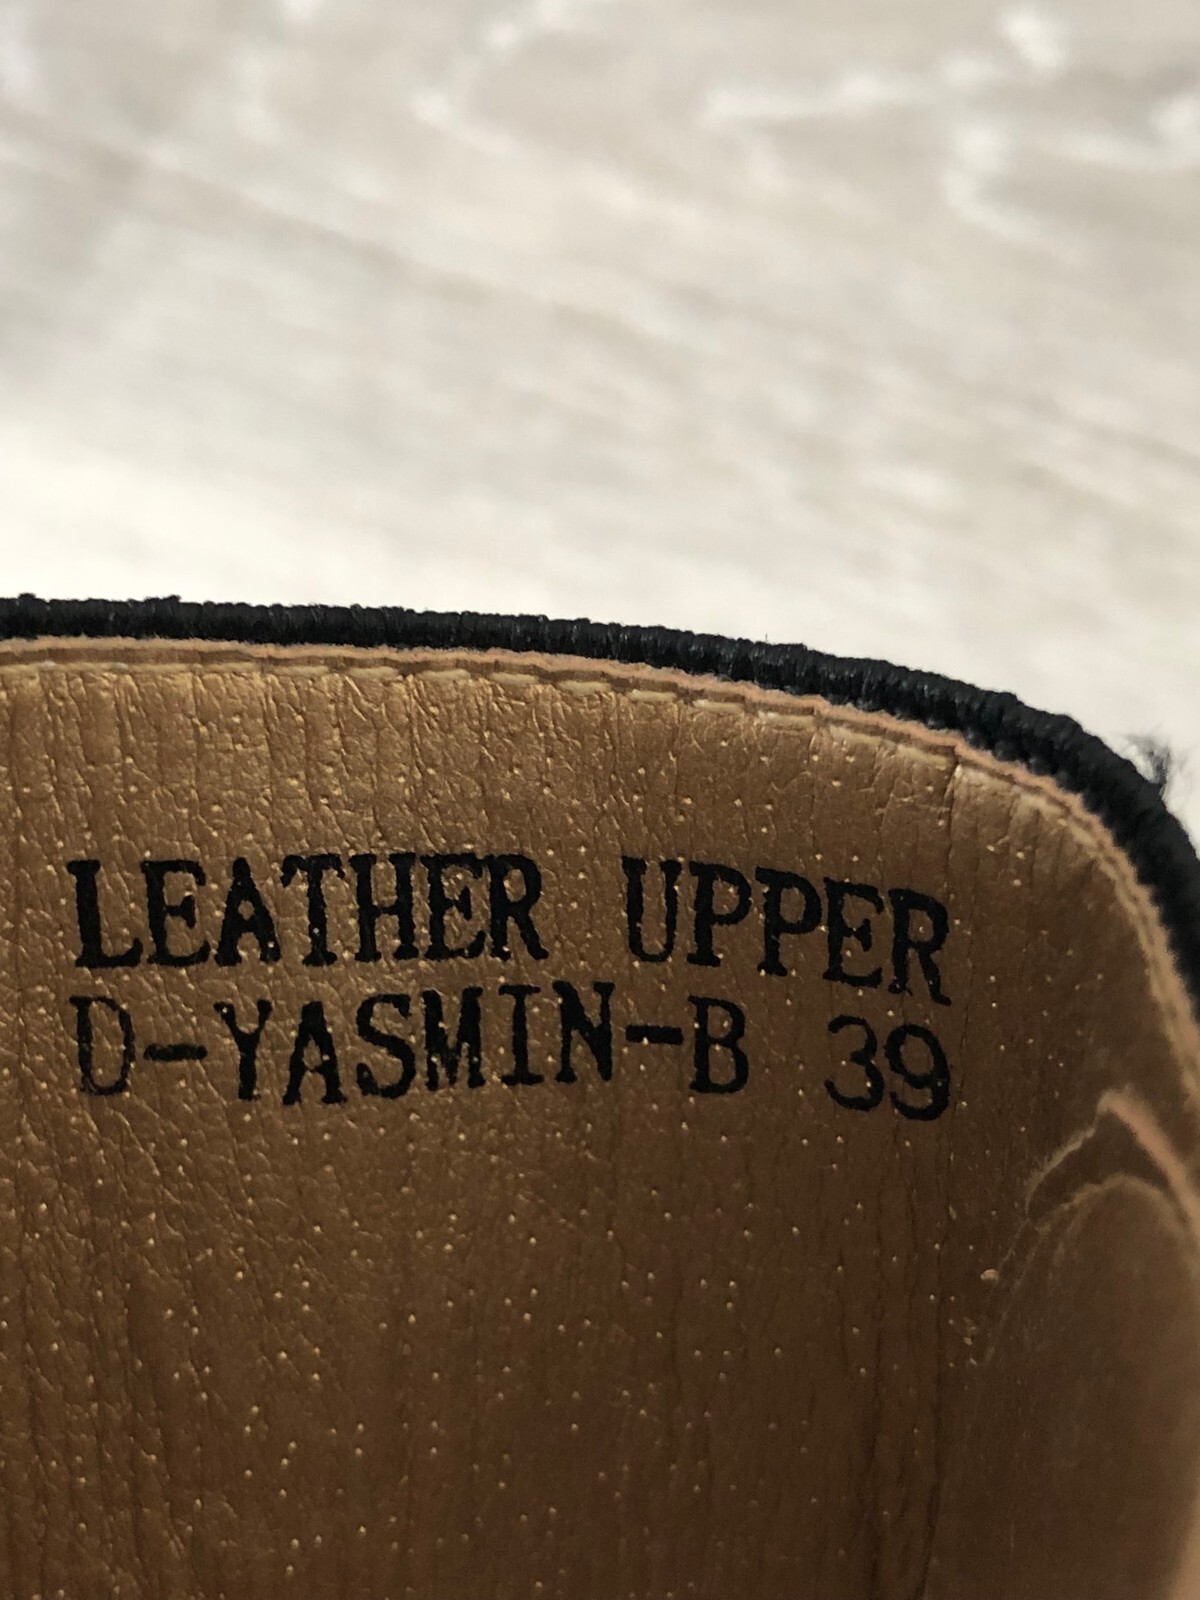 LEATHER UPPER
D-YASMIN-B 39